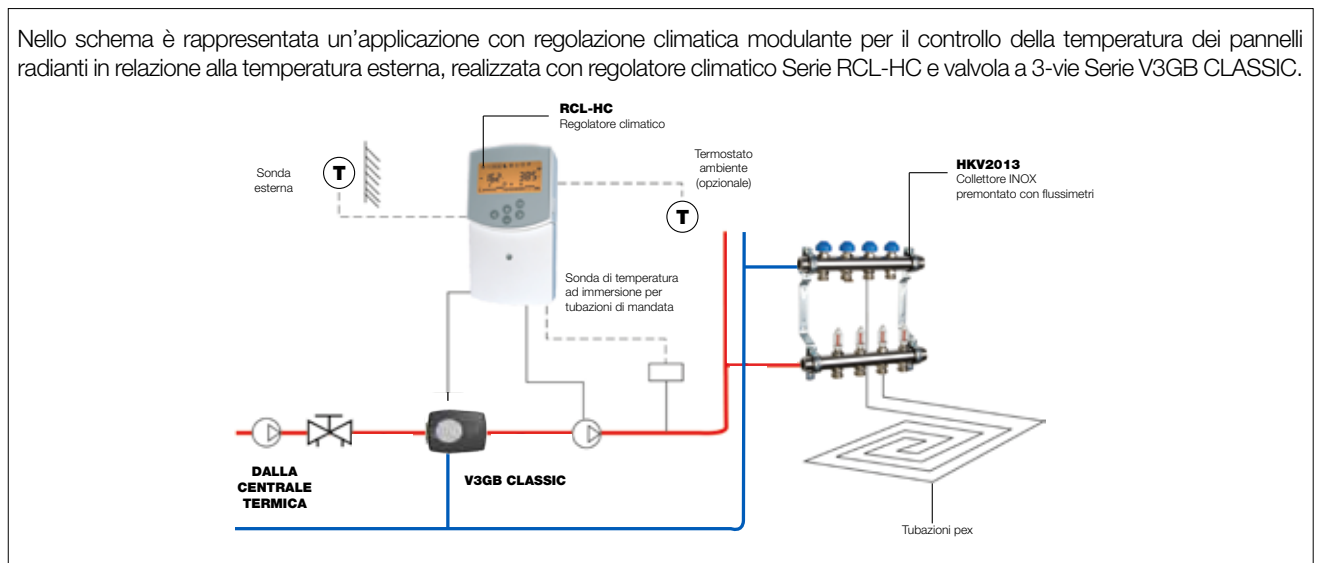 Nello schema è rappresentata un'applicazione con regolazione climatica modulante per il controllo della temperatura dei pannelli
radianti in relazione alla temperatura esterna, realizzata con regolatore climatico Serie RCL-HC e valvola a 3-vie Serie V3GB CLASSIC.
RCL-HC
Regolatore climatico
Sonda
esterna
T
Termostato
ambiente
(opzionale)
T
HKV2013
Collettore INOX
premontato con flussimetri
Sonda di temperatura
ad immersione per
tubazioni di mandata
DALLA
CENTRALE
TERMICA
V3GB CLASSIC
Tubazioni pex